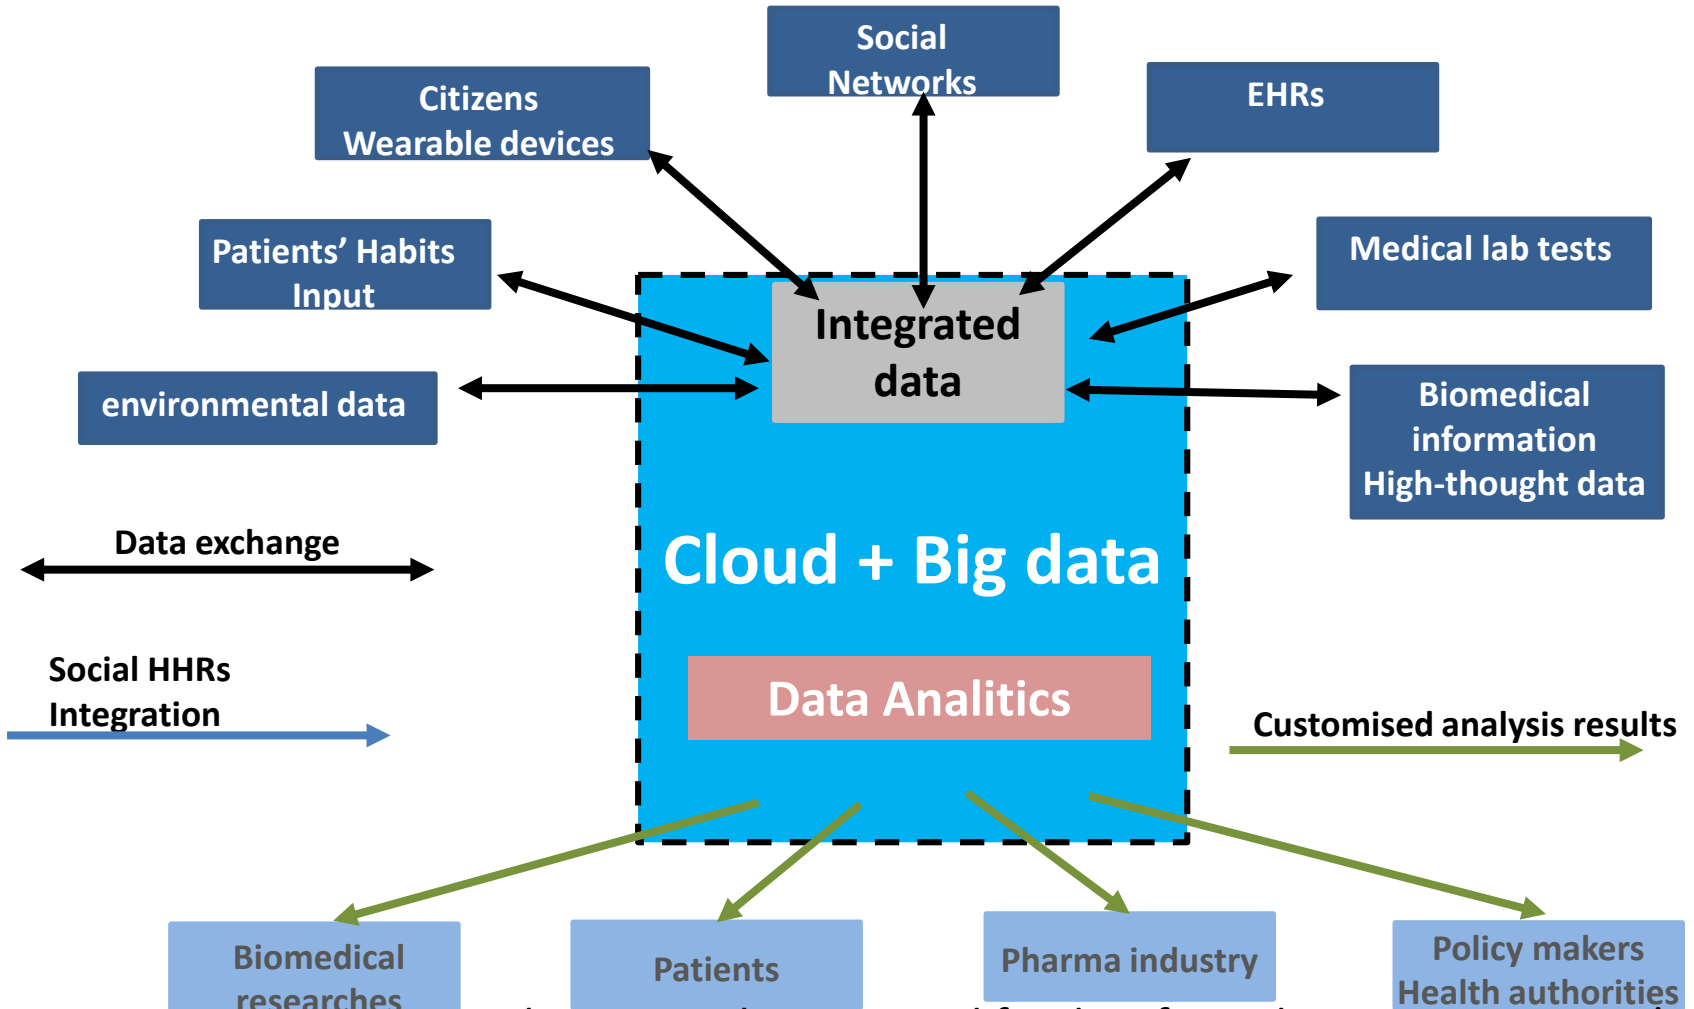 Social
Networks
Citizens
Wearable devices
EHRs
Patients’ Habits
Input
Medical lab tests
Integrated
data
environmental data
Biomedical
information
High-thought data
Data exchange
Cloud + Big data
Social HHRs
Integration
Data Analitics
Customised analysis results
Biomedical
researches
Patients
Pharma industry
Policy makers
Health authorities